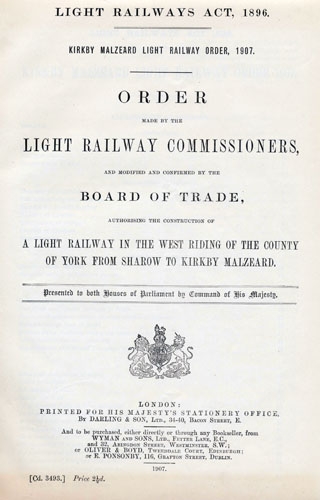 LIGHT RAILWAYS ACT, 1896.
KIRKBY MALZEARD LIGHT RAILWAY ORDER, 1907.
ORDER
MADE BY THE
LIGHT RAILWAY COMMISSIONERS,
AND MODIFIED AND CONFIRMED BY THE
BOARD OF TRADE,
AUTHORISING THE CONSTRUCTION OF
A LIGHT RAILWAY IN THE WEST RIDING OF THE COUNTY
OF YORK FROM SHAROW TO KIRKBY MALZEARD.
Presented to both Houses of Parliament by Command of His Majesty.
LONDON:
PRINTED FOR HIS MAJESTY'S STATIONERY OFFICE,
BY DARLING & SON, LTD., 34-40, BACON STREET, E.
And to be purchased, either directly or through any Bookseller, from
WYMAN AND SONS, LTD., FETTER LANE, E.C.,
and 32, ABINGDON STREET, WESTMINSTER, S.W.;
or OLIVER & BOYD, TWEEDDALE COURT, EDINBURGH;
or E. PONSONBY, 116, GRAFTON STREET, DUBLIN.
1907.
[Cd. 3493.] Price 2½d.